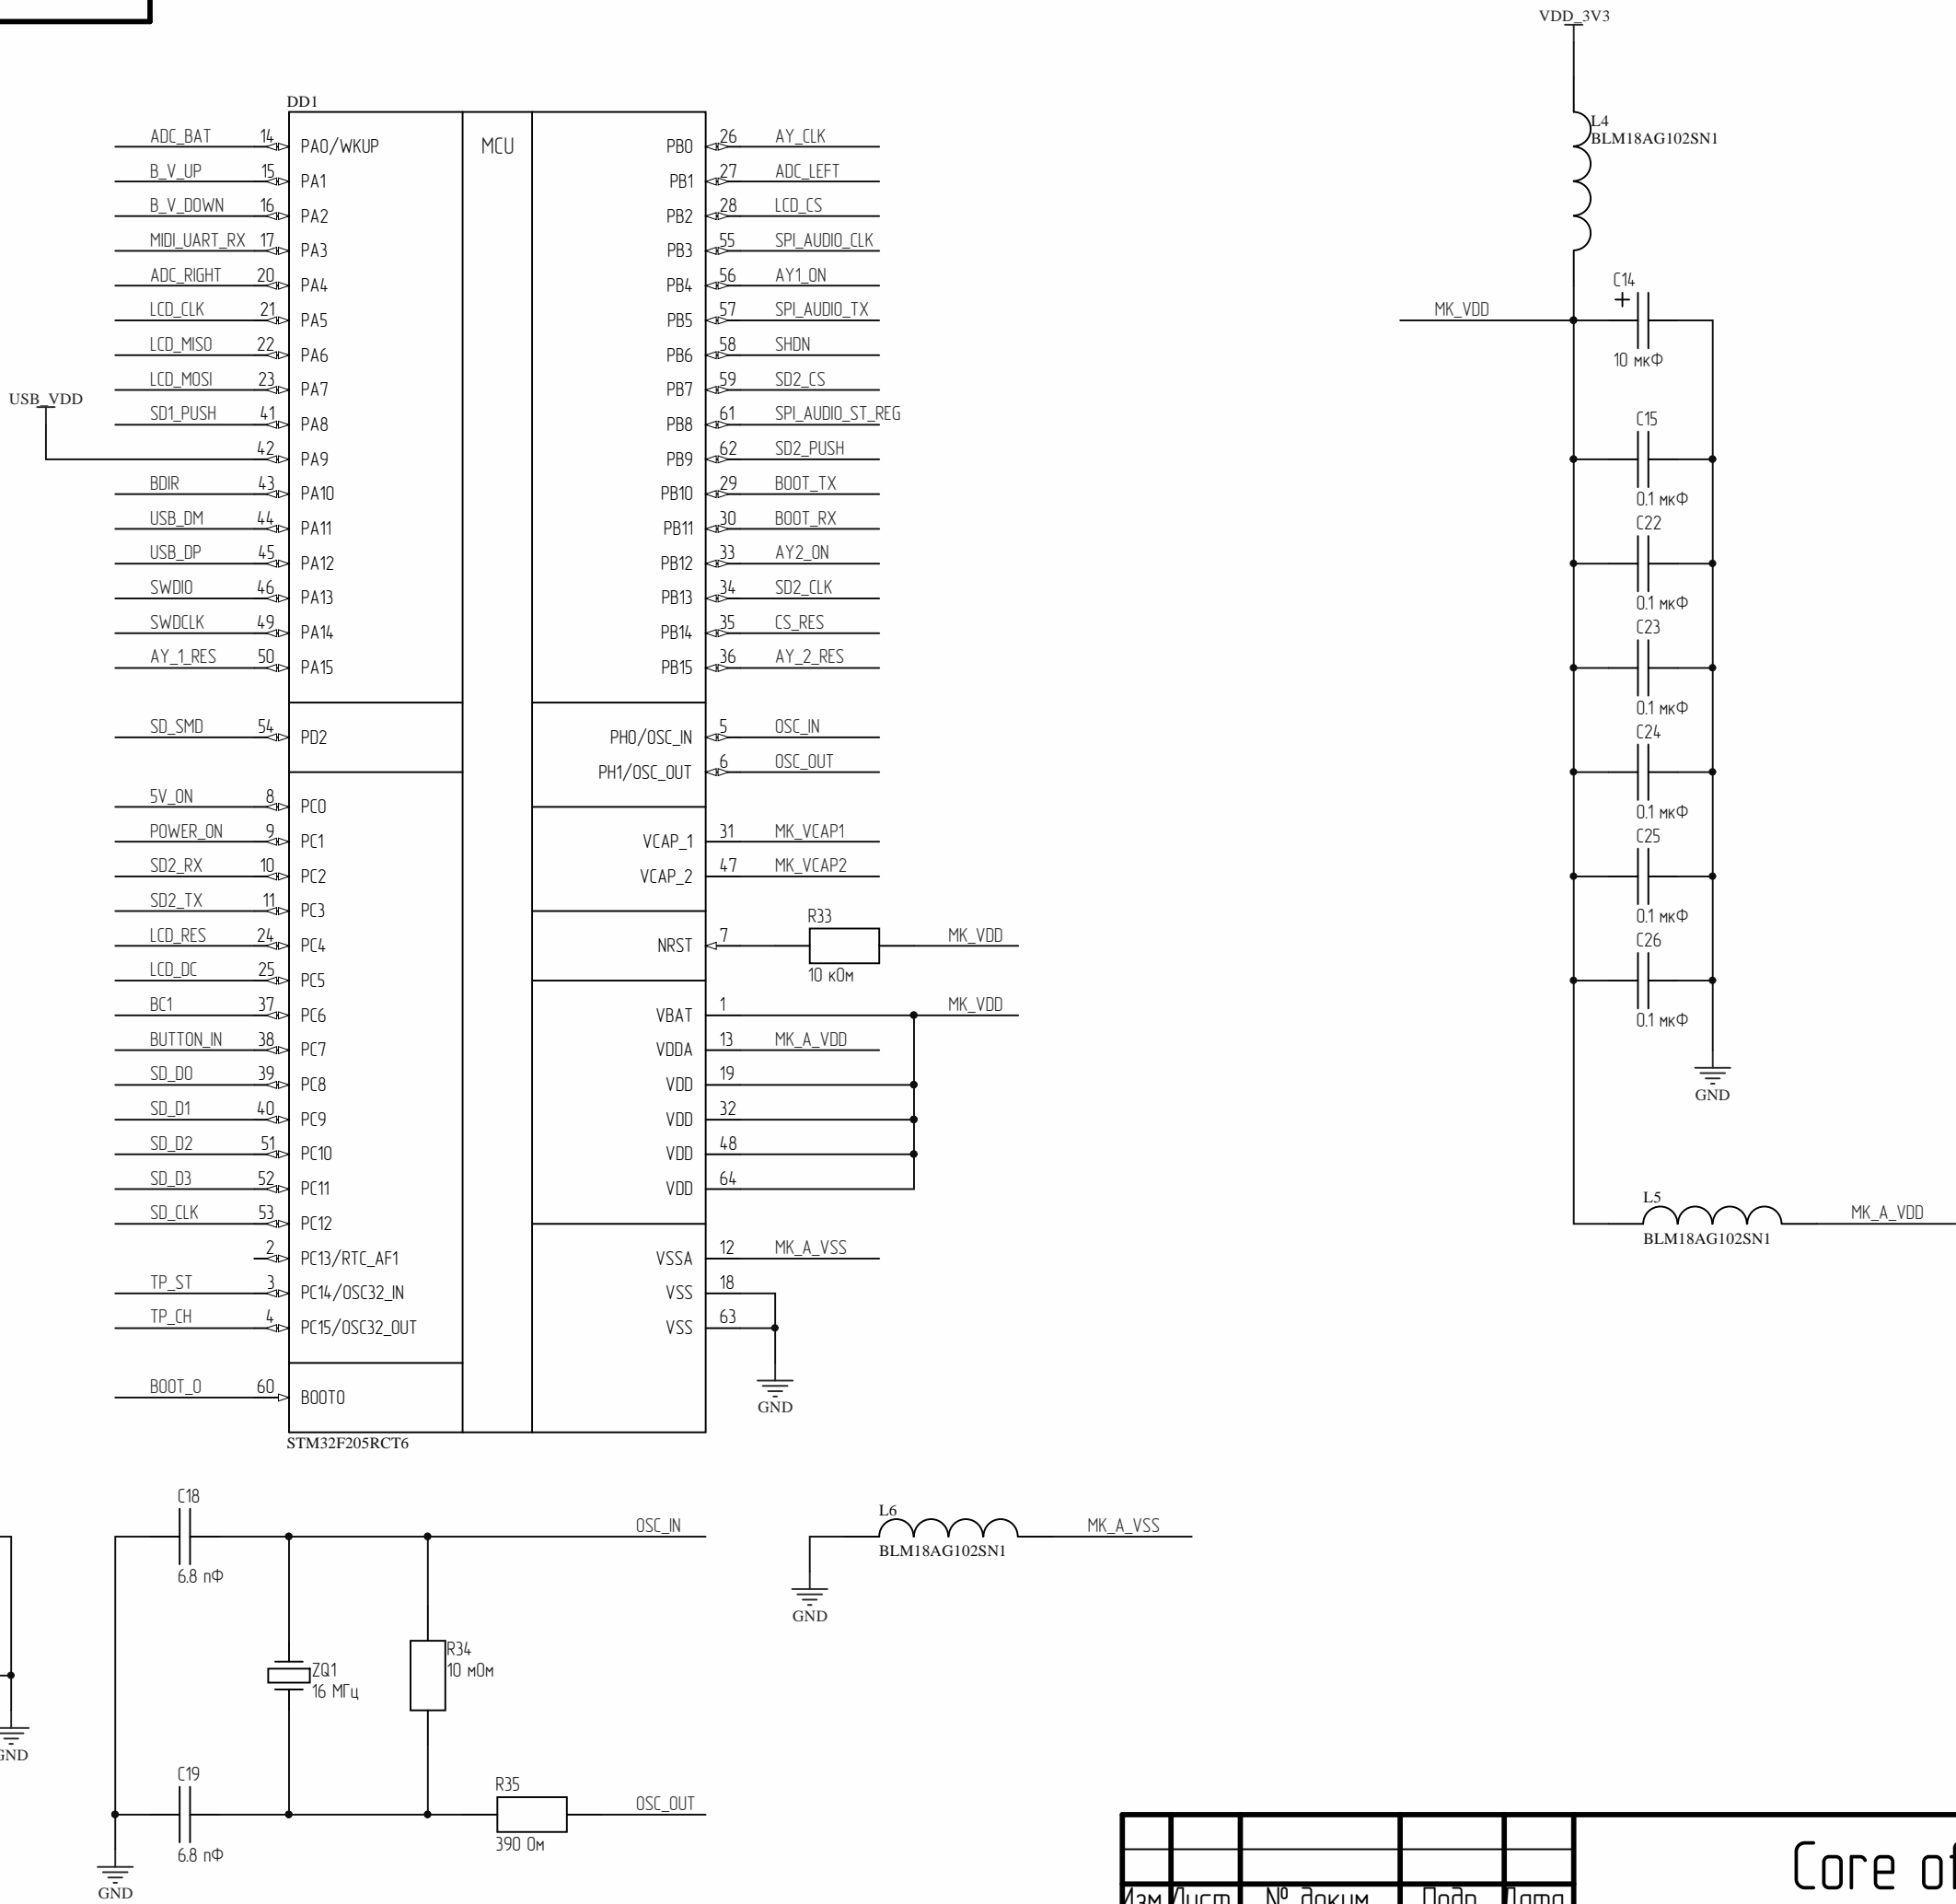 VDD_3V3
L4
BLM18AG102SN1
DD1
MCU
ADC_BAT 14 PA0/WKUP
B_V_UP 15 PA1
B_V_DOWN 16 PA2
MIDI_UART_RX 17 PA3
ADC_RIGHT 20 PA4
LCD_CLK 21 PA5
LCD_MISO 22 PA6
LCD_MOSI 23 PA7
USB_VDD
SD1_PUSH 41 PA8
42 PA9
BDIR 43 PA10
USB_DM 44 PA11
USB_DP 45 PA12
SWDIO 46 PA13
SWDCLK 49 PA14
AY_1_RES 50 PA15
SD_SMD 54 PD2
5V_ON 8 PC0
POWER_ON 9 PC1
SD2_RX 10 PC2
SD2_TX 11 PC3
LCD_RES 24 PC4
LCD_DC 25 PC5
BC1 37 PC6
BUTTON_IN 38 PC7
SD_D0 39 PC8
SD_D1 40 PC9
SD_D2 51 PC10
SD_D3 52 PC11
SD_CLK 53 PC12
2 PC13/RTC_AF1
TP_ST 3 PC14/OSC32_IN
TP_CH 4 PC15/OSC32_OUT
BOOT_0 60 BOOT0
STM32F205RCT6
PB0 26 AY_CLK
PB1 27 ADC_LEFT
PB2 28 LCD_CS
PB3 55 SPI_AUDIO_CLK
PB4 56 AY1_ON
PB5 57 SPI_AUDIO_TX
PB6 58 SHDN
PB7 59 SD2_CS
PB8 61 SPI_AUDIO_ST_REG
PB9 62 SD2_PUSH
PB10 29 BOOT_TX
PB11 30 BOOT_RX
PB12 33 AY2_ON
PB13 34 SD2_CLK
PB14 35 CS_RES
PB15 36 AY_2_RES
PH0/OSC_IN 5 OSC_IN
PH1/OSC_OUT 6 OSC_OUT
VCAP_1 31 MK_VCAP1
VCAP_2 47 MK_VCAP2
R33
NRST 7 MK_VDD
10 кОм
VBAT 1 MK_VDD
VDDA 13 MK_A_VDD
VDD 19
VDD 32
VDD 48
VDD 64
VSSA 12 MK_A_VSS
VSS 18
VSS 63
GND
C14
+
MK_VDD
10 мкФ
C15
0.1 мкФ
C22
0.1 мкФ
C23
0.1 мкФ
C24
0.1 мкФ
C25
0.1 мкФ
C26
0.1 мкФ
GND
L5
MK_A_VDD
BLM18AG102SN1
C18
OSC_IN
6.8 пФ
ZQ1
16 МГц
R34
10 мОм
C19
R35
OSC_OUT
6.8 пФ
390 Ом
GND
GND
L6
MK_A_VSS
BLM18AG102SN1
GND
Core of
Изм Лист № доким. Подп. Дата